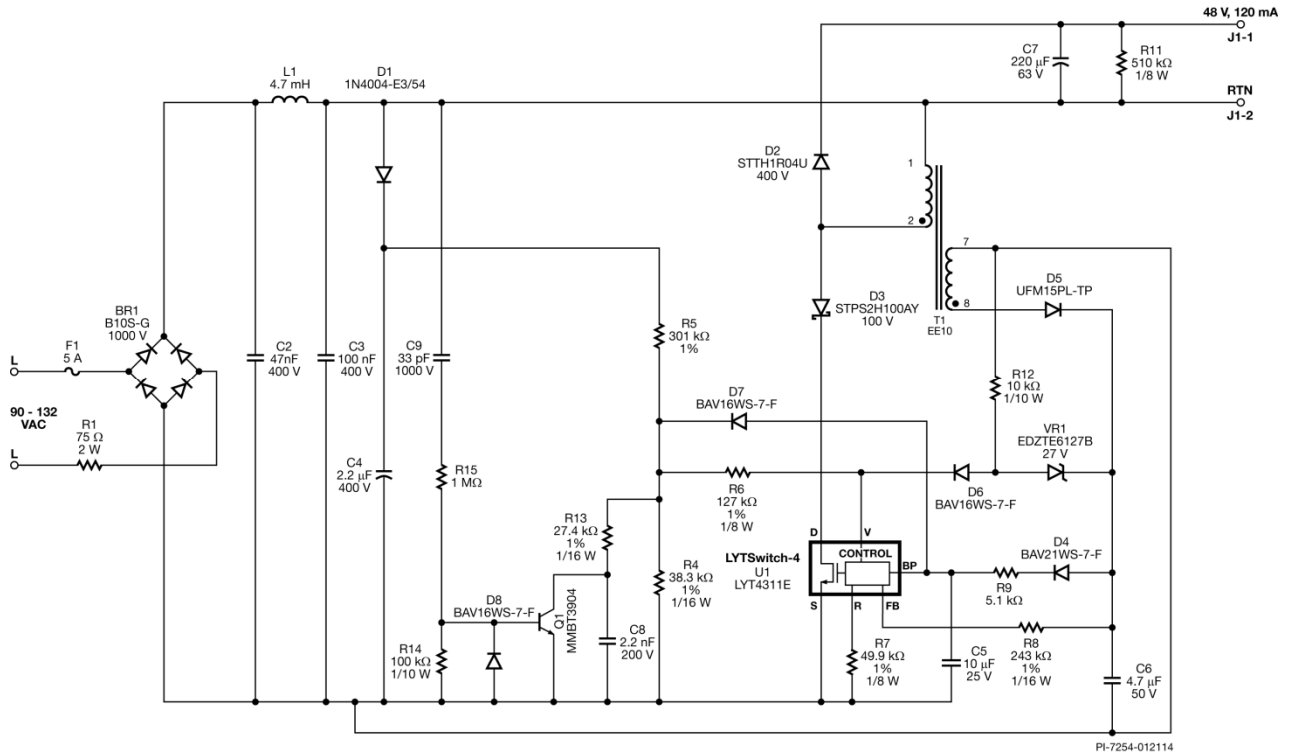 48 V, 120 mA
J1-1
C7
220 µF
63 V
R11
510 kΩ
1/8 W
L1
4.7 mH
D1
1N4004-E3/54
RTN
J1-2
D2
STTH1R04U
400 V
1
2
7
8
T1
EE10
D5
UFM15PL-TP
D3
STPS2H100AY
100 V
BR1
B10S-G
1000 V
F1
5 A
L
90 - 132
VAC
L
R1
75 Ω
2 W
C2
47nF
400 V
C3
100 nF
400 V
C9
33 pF
1000 V
R5
301 kΩ
1%
R12
10 kΩ
1/10 W
D7
BAV16WS-7-F
VR1
EDZTE6127B
27 V
C4
2.2 µF
400 V
R15
1 MΩ
R6
127 kΩ
1%
1/8 W
D6
BAV16WS-7-F
R13
27.4 kΩ
1%
1/16 W
R4
38.3 kΩ
1%
1/16 W
LYTSwitch-4
U1
LYT4311E
D
V
CONTROL
BP
S
R
FB
D4
BAV21WS-7-F
R9
5.1 kΩ
D8
BAV16WS-7-F
Q1
MMBT3904
C8
2.2 nF
200 V
R14
100 kΩ
1/10 W
R7
49.9 kΩ
1%
1/8 W
C5
10 µF
25 V
R8
243 kΩ
1%
1/16 W
C6
4.7 µF
50 V
PI-7254-012114